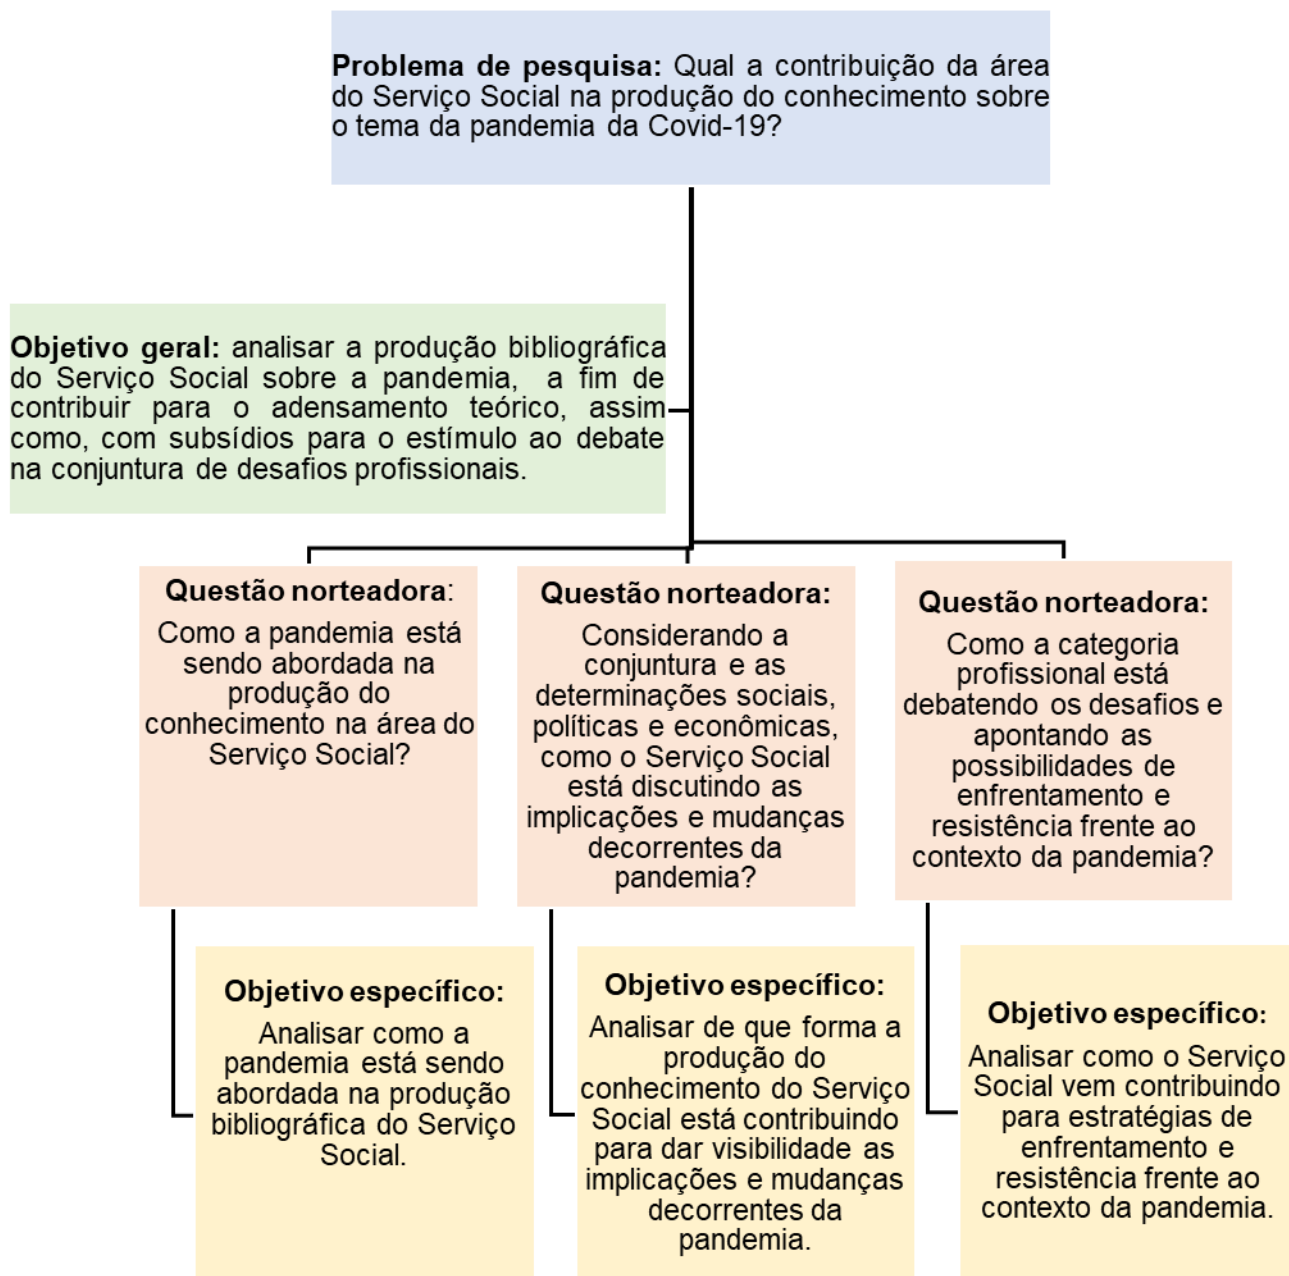 Problema de pesquisa: Qual a contribuição da área
do Serviço Social na produção do conhecimento sobre
o tema da pandemia da Covid-19?
Objetivo geral: analisar a produção bibliográfica
do Serviço Social sobre a pandemia, a fim de
contribuir para o adensamento teórico, assim
como, com subsídios para o estímulo ao debate
na conjuntura de desafios profissionais.
Questão norteadora:
Como a pandemia está
sendo abordada na
produção do
conhecimento na área do
Serviço Social?
Questão norteadora:
Considerando a
conjuntura e as
determinações sociais,
políticas e econômicas,
como o Serviço Social
está discutindo as
implicações e mudanças
decorrentes da
pandemia?
Questão norteadora:
Como a categoria
profissional está
debatendo os desafios e
apontando as
possibilidades de
enfrentamento e
resistência frente ao
contexto da pandemia?
Objetivo específico:
Analisar como a
pandemia está sendo
abordada na produção
bibliográfica do Serviço
Social.
Objetivo específico:
Analisar de que forma a
produção do
conhecimento do Serviço
Social está contribuindo
para dar visibilidade as
implicações e mudanças
decorrentes da
pandemia.
Objetivo específico:
Analisar como o Serviço
Social vem contribuindo
para estratégias de
enfrentamento e
resistência frente ao
contexto da pandemia.